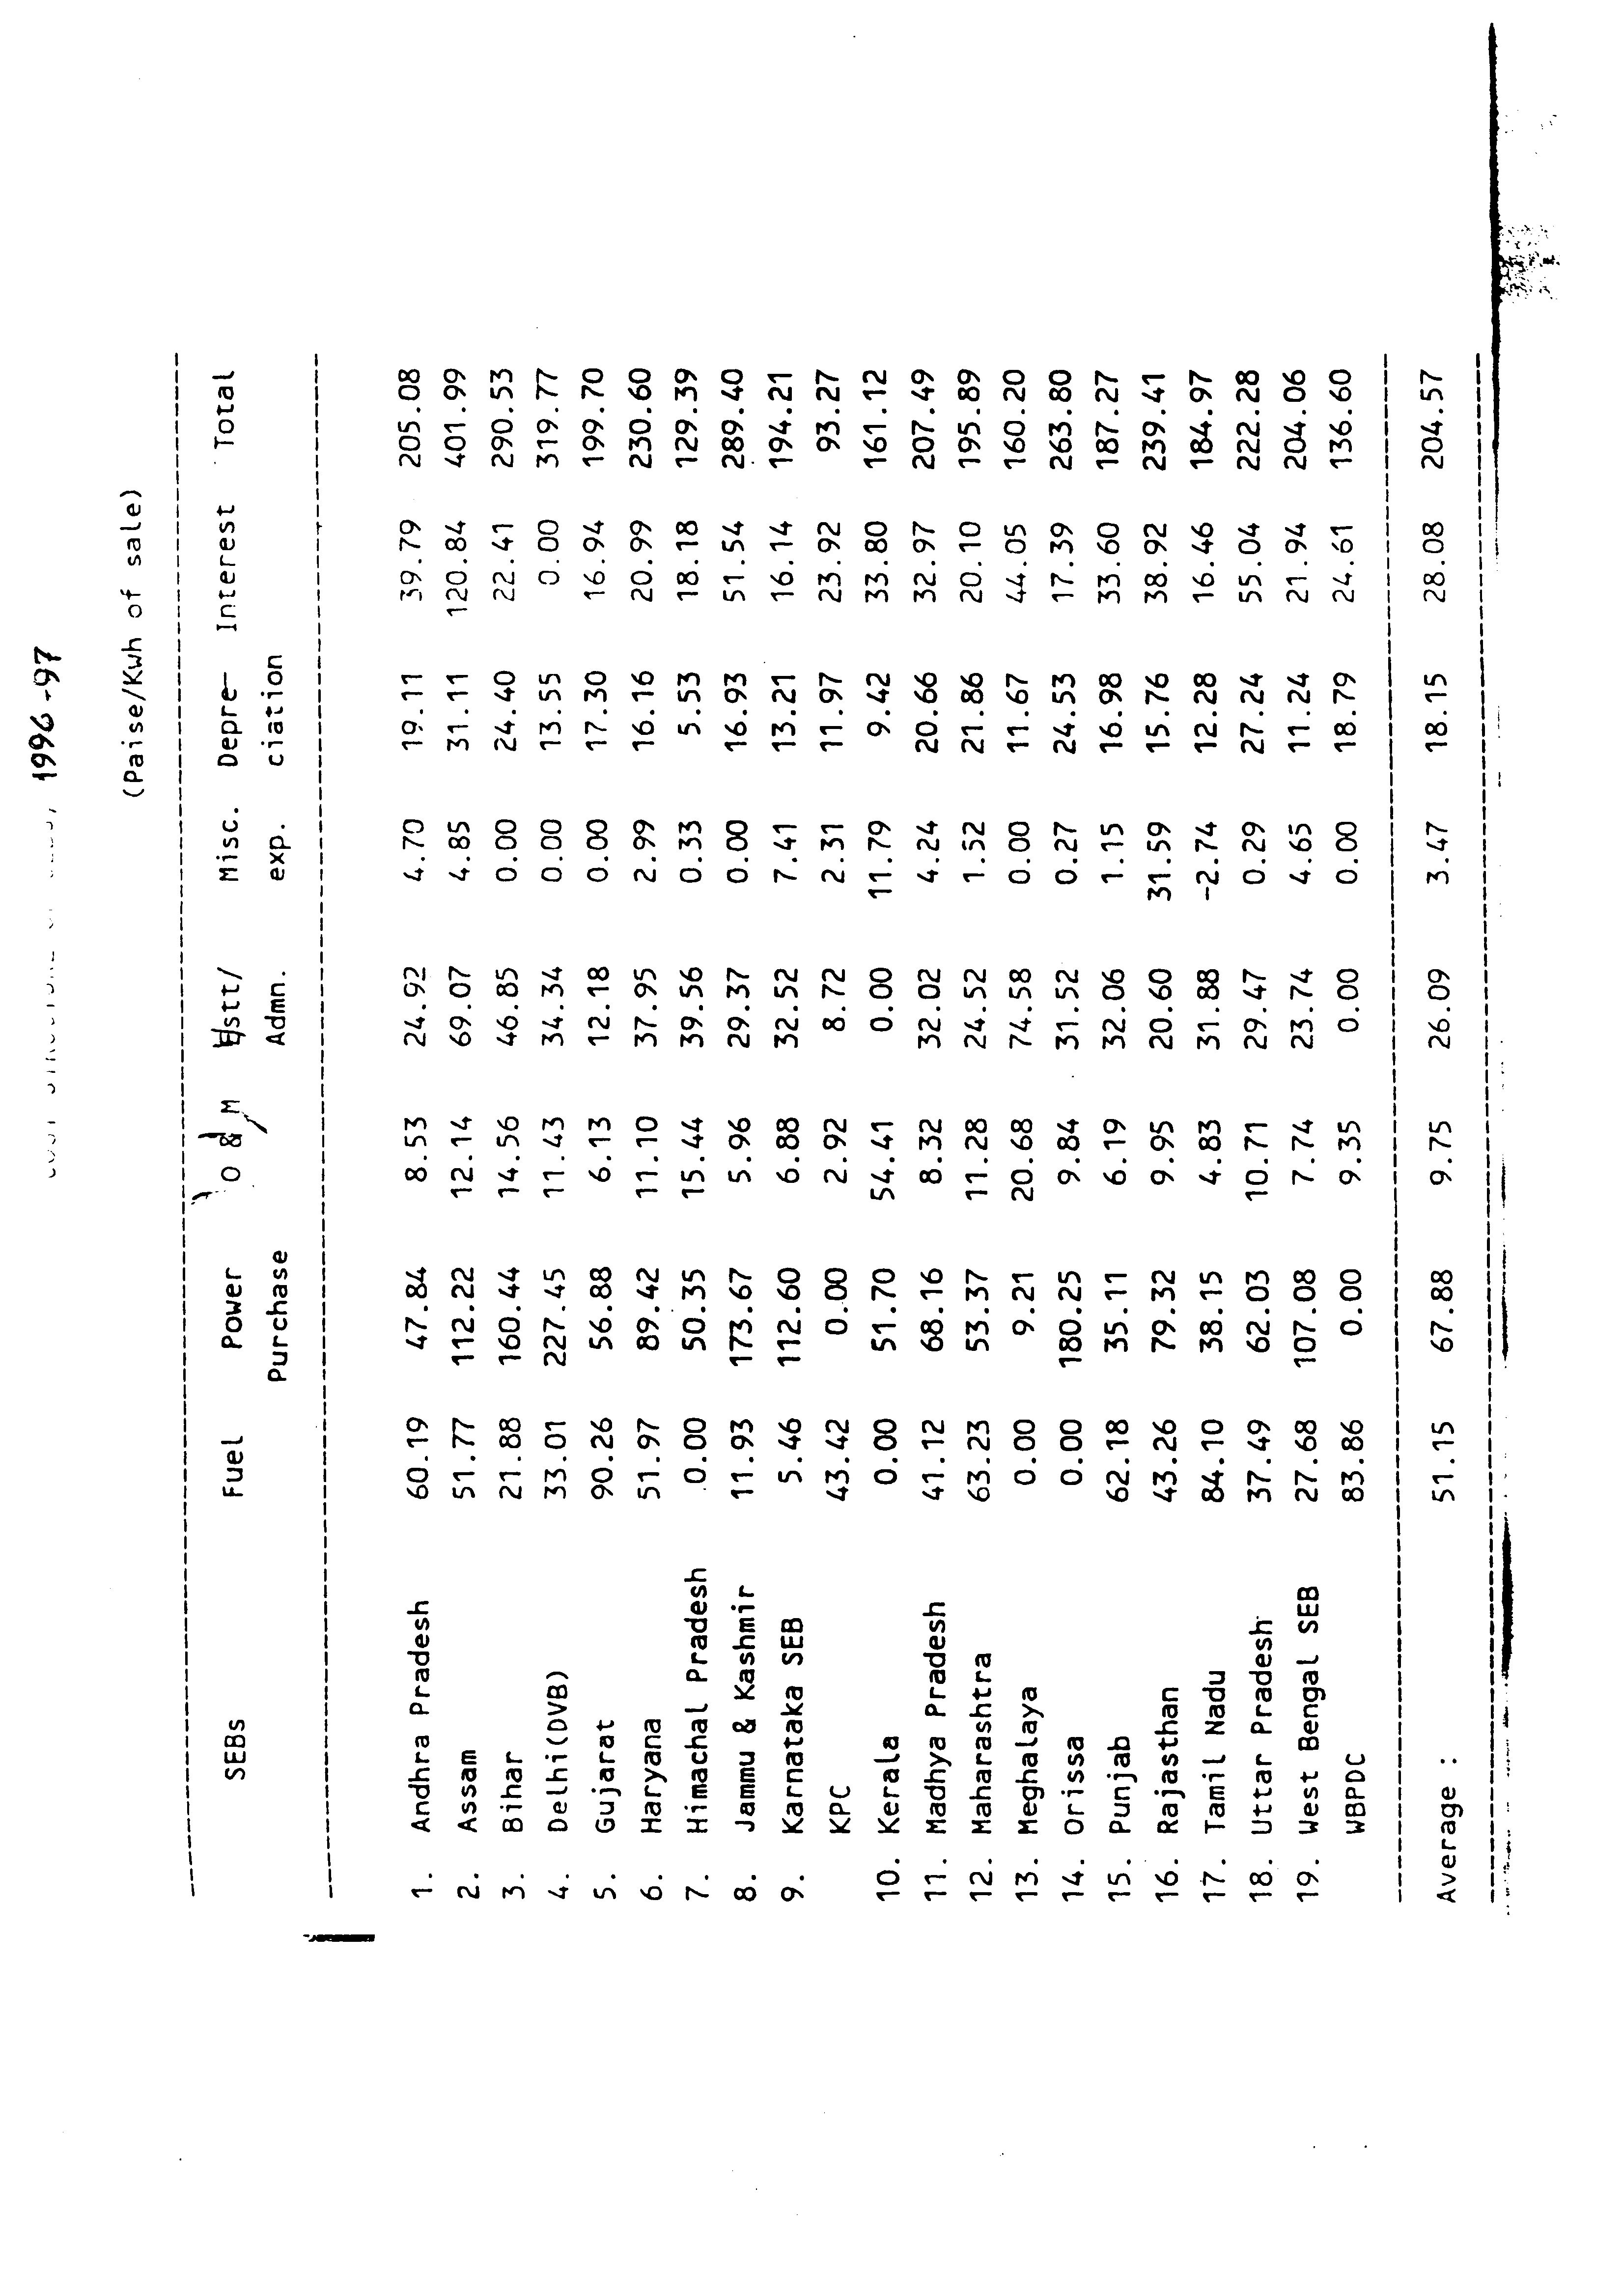 1996-97
(Paise/Kwh of sale)
SEBs Fuel Power O & M Estt/ Misc. Depre- Interest Total
Purchase Admn. exp. ciation
1. Andhra Pradesh 60.19 47.84 8.53 24.92 4.70 19.11 39.79 205.08
2. Assam 51.77 112.22 12.14 69.07 4.85 31.11 120.84 401.99
3. Bihar 21.88 160.44 14.56 46.85 0.00 24.40 22.41 290.53
4. Delhi(DVB) 33.01 227.45 11.43 34.34 0.00 13.55 0.00 319.77
5. Gujarat 90.26 56.88 6.13 12.18 0.00 17.30 16.94 199.70
6. Haryana 51.97 89.42 11.10 37.95 2.99 16.16 20.99 230.60
7. Himachal Pradesh 0.00 50.35 15.44 39.56 0.33 5.53 18.18 129.39
8. Jammu & Kashmir 11.93 173.67 5.96 29.37 0.00 16.93 51.54 289.40
9. Karnataka SEB 5.46 112.60 6.88 32.52 7.41 13.21 16.14 194.21
KPC 43.42 0.00 2.92 8.72 2.31 11.97 23.92 93.27
10. Kerala 0.00 51.70 54.41 0.00 11.79 9.42 33.80 161.12
11. Madhya Pradesh 41.12 68.16 8.32 32.02 4.24 20.66 32.97 207.49
12. Maharashtra 63.23 53.37 11.28 24.52 1.52 21.86 20.10 195.89
13. Meghalaya 0.00 9.21 20.68 74.58 0.00 11.67 44.05 160.20
14. Orissa 0.00 180.25 9.84 31.52 0.27 24.53 17.39 263.80
15. Punjab 62.18 35.11 6.19 32.06 1.15 16.98 33.60 187.27
16. Rajasthan 43.26 79.32 9.95 20.60 31.59 15.76 38.92 239.41
17. Tamil Nadu 84.10 38.15 4.83 31.88 -2.74 12.28 16.46 184.97
18. Uttar Pradesh 37.49 62.03 10.71 29.47 0.29 27.24 55.04 222.28
19. West Bengal SEB 27.68 107.08 7.74 23.74 4.65 11.24 21.94 204.06
WBPDC 83.86 0.00 9.35 0.00 0.00 18.79 24.61 136.60
Average : 51.15 67.88 9.75 26.09 3.47 18.15 28.08 204.57